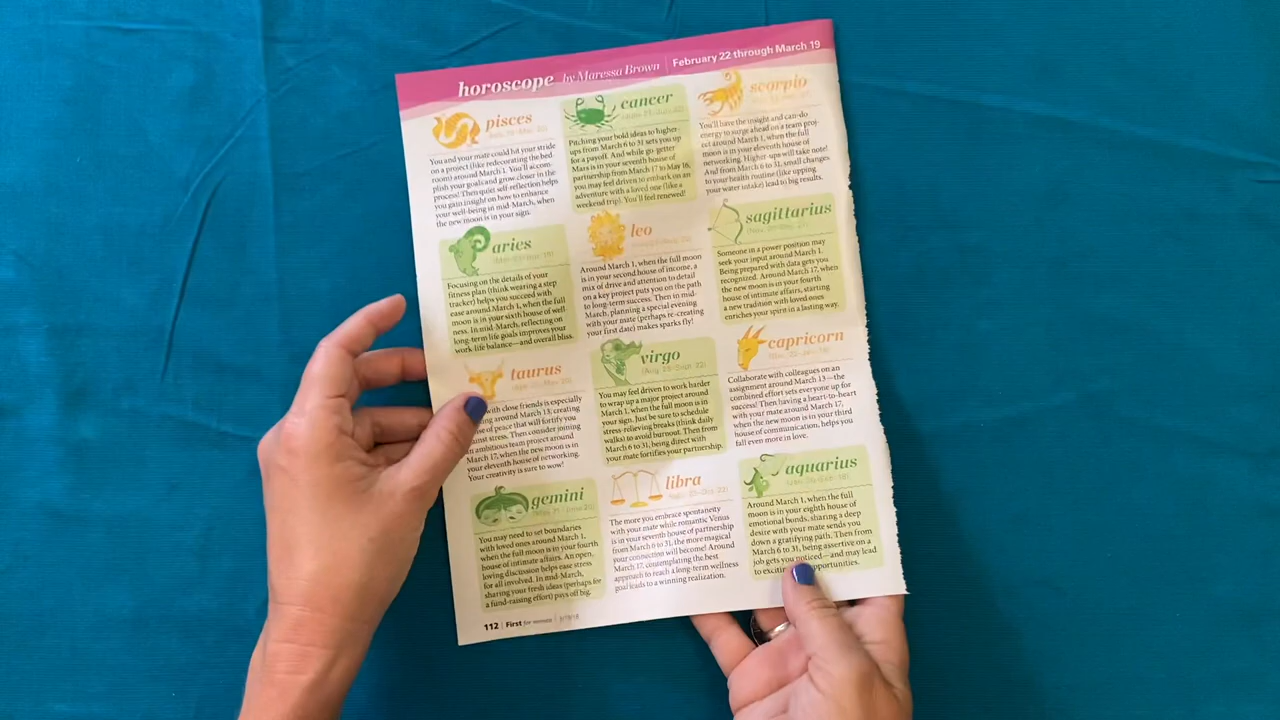 horoscope by Maressa Brown | February 22 through March 19
pisces
You and your mate could hit your stride
on a project (like redecorating the bed-
room) around March 1. You'll accom-
plish your goals and grow closer in the
process! Then quiet self-reflection helps
you gain insight on how to enhance
your well-being in mid-March, when
the new moon is in your sign.
aries
Focusing on the details of your
fitness plan (think wearing a step
tracker) helps you succeed with
ease around March 1, when the full
moon is in your sixth house of well-
ness. In mid-March, reflecting on
long-term life goals improves your
work-life balance—and overall bliss.
taurus
with close friends is especially
around March 13, creating
of peace that will fortify you
stress. Then consider joining
ambitious team project around
March 17, when the new moon is in
your eleventh house of networking.
Your creativity is sure to wow!
gemini
You may need to set boundaries
with loved ones around March 1,
when the full moon is in your fourth
house of intimate affairs. An open,
loving discussion helps ease stress
for all involved. In mid-March,
sharing your fresh ideas (perhaps for
a fund-raising effort) pays off big.
cancer
Pitching your bold ideas to higher-
ups from March 6 to 31 sets you up
for a payoff. And while go-getter
Mars is in your seventh house of
partnership from March 17 to May 16,
you may feel driven to embark on an
adventure with a loved one (like a
weekend trip). You'll feel renewed!
leo
Around March 1, when the full moon
is in your second house of income, a
mix of drive and attention to detail
on a key project puts you on the path
to long-term success. Then in mid-
March, planning a special evening
with your mate (perhaps re-creating
your first date) makes sparks fly!
virgo
(Aug. 23–Sept. 22)
You may feel driven to work harder
to wrap up a major project around
March 1, when the full moon is in
your sign. Just be sure to schedule
stress-relieving breaks (think daily
walks) to avoid burnout. Then from
March 6 to 31, being direct with
your mate fortifies your partnership.
libra
The more you embrace spontaneity
with your mate while romantic Venus
is in your seventh house of partnership
from March 6 to 31, the more magical
your connection will become! Around
March 17, contemplating the best
approach to reach a long-term wellness
goal leads to a winning realization.
scorpio
You'll have the insight and can-do
energy to surge ahead on a team proj-
ect around March 1, when the full
moon is in your eleventh house of
networking. Higher-ups will take note!
And from March 6 to 31, small changes
to your health routine (like upping
your water intake) lead to big results.
sagittarius
Someone in a power position may
seek your input around March 1.
Being prepared with data gets you
recognized. Around March 17, when
the new moon is in your fourth
house of intimate affairs, starting
a new tradition with loved ones
enriches your spirit in a lasting way.
capricorn
Collaborate with colleagues on an
assignment around March 13—the
combined effort sets everyone up for
success! Then having a heart-to-heart
with your mate around March 17,
when the new moon is in your third
house of communication, helps you
fall even more in love.
aquarius
Around March 1, when the full
moon is in your eighth house of
emotional bonds, sharing a deep
desire with your mate sends you
down a gratifying path. Then from
March 6 to 31, being assertive on a
job gets you noticed—and may lead
to opportunities.
112 | First for women | 3/19/18